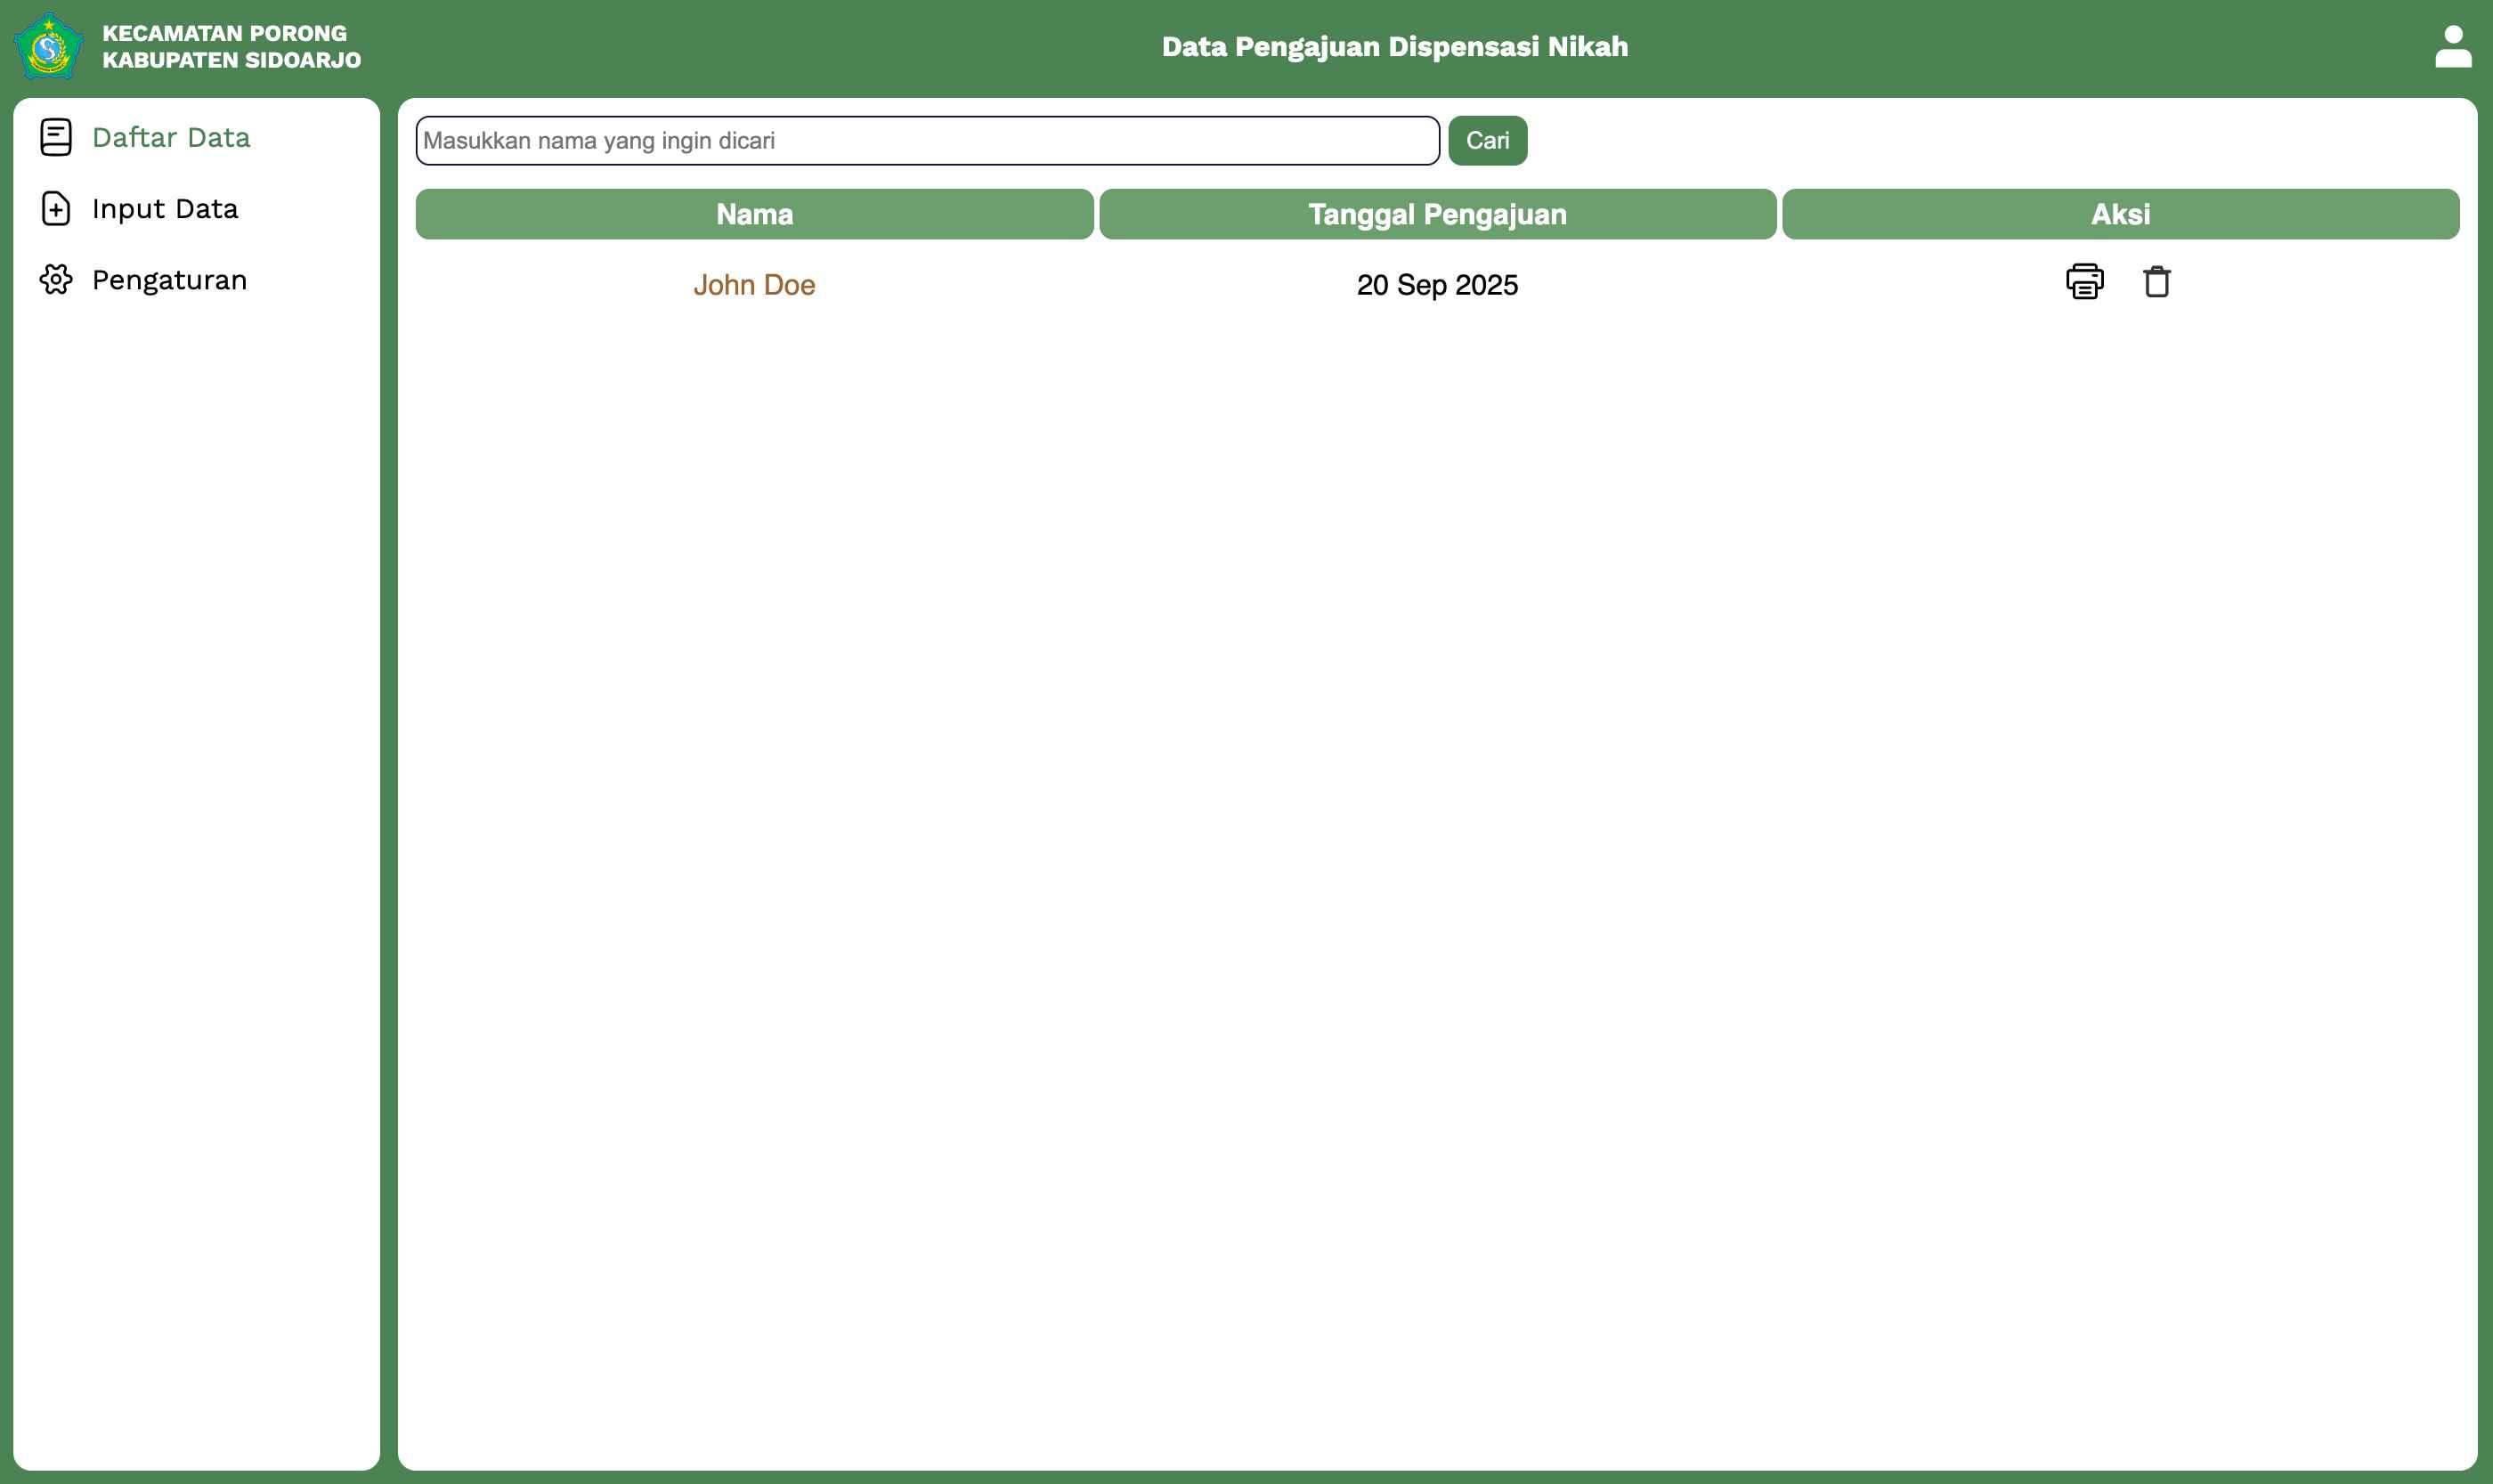 KECAMATAN PORONG
KABUPATEN SIDOARJO
Data Pengajuan Dispensasi Nikah
Daftar Data
Input Data
Pengaturan
Masukkan nama yang ingin dicari
Cari
Nama
Tanggal Pengajuan
Aksi
John Doe
20 Sep 2025